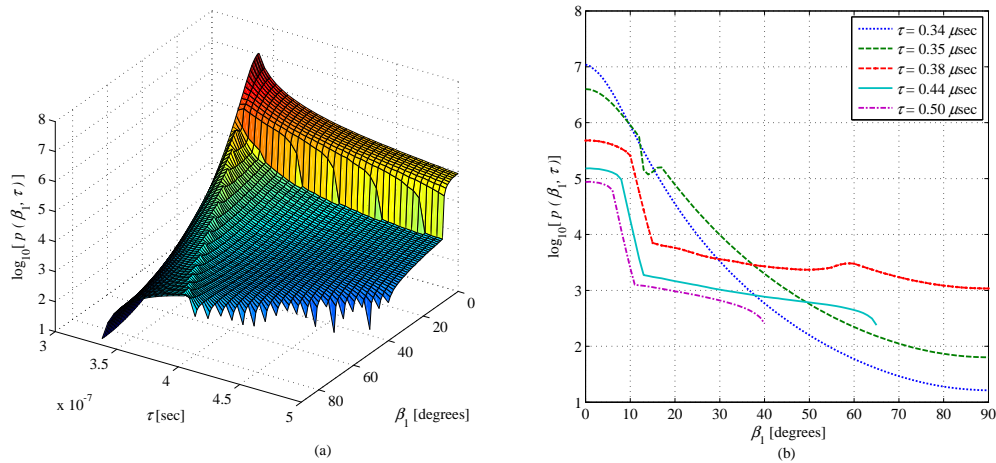 8
7
6
5
4
3
2
1
log10[ p ( β1, τ )]
3
3.5
4
4.5
5
x 10-7
τ [sec]
80
60
40
20
0
β1 [degrees]
(a)
8
7
6
5
4
3
2
1
log10[ p ( β1, τ )]
0 10 20 30 40 50 60 70 80 90
β1 [degrees]
(b)
τ = 0.34 μsec
τ = 0.35 μsec
τ = 0.38 μsec
τ = 0.44 μsec
τ = 0.50 μsec